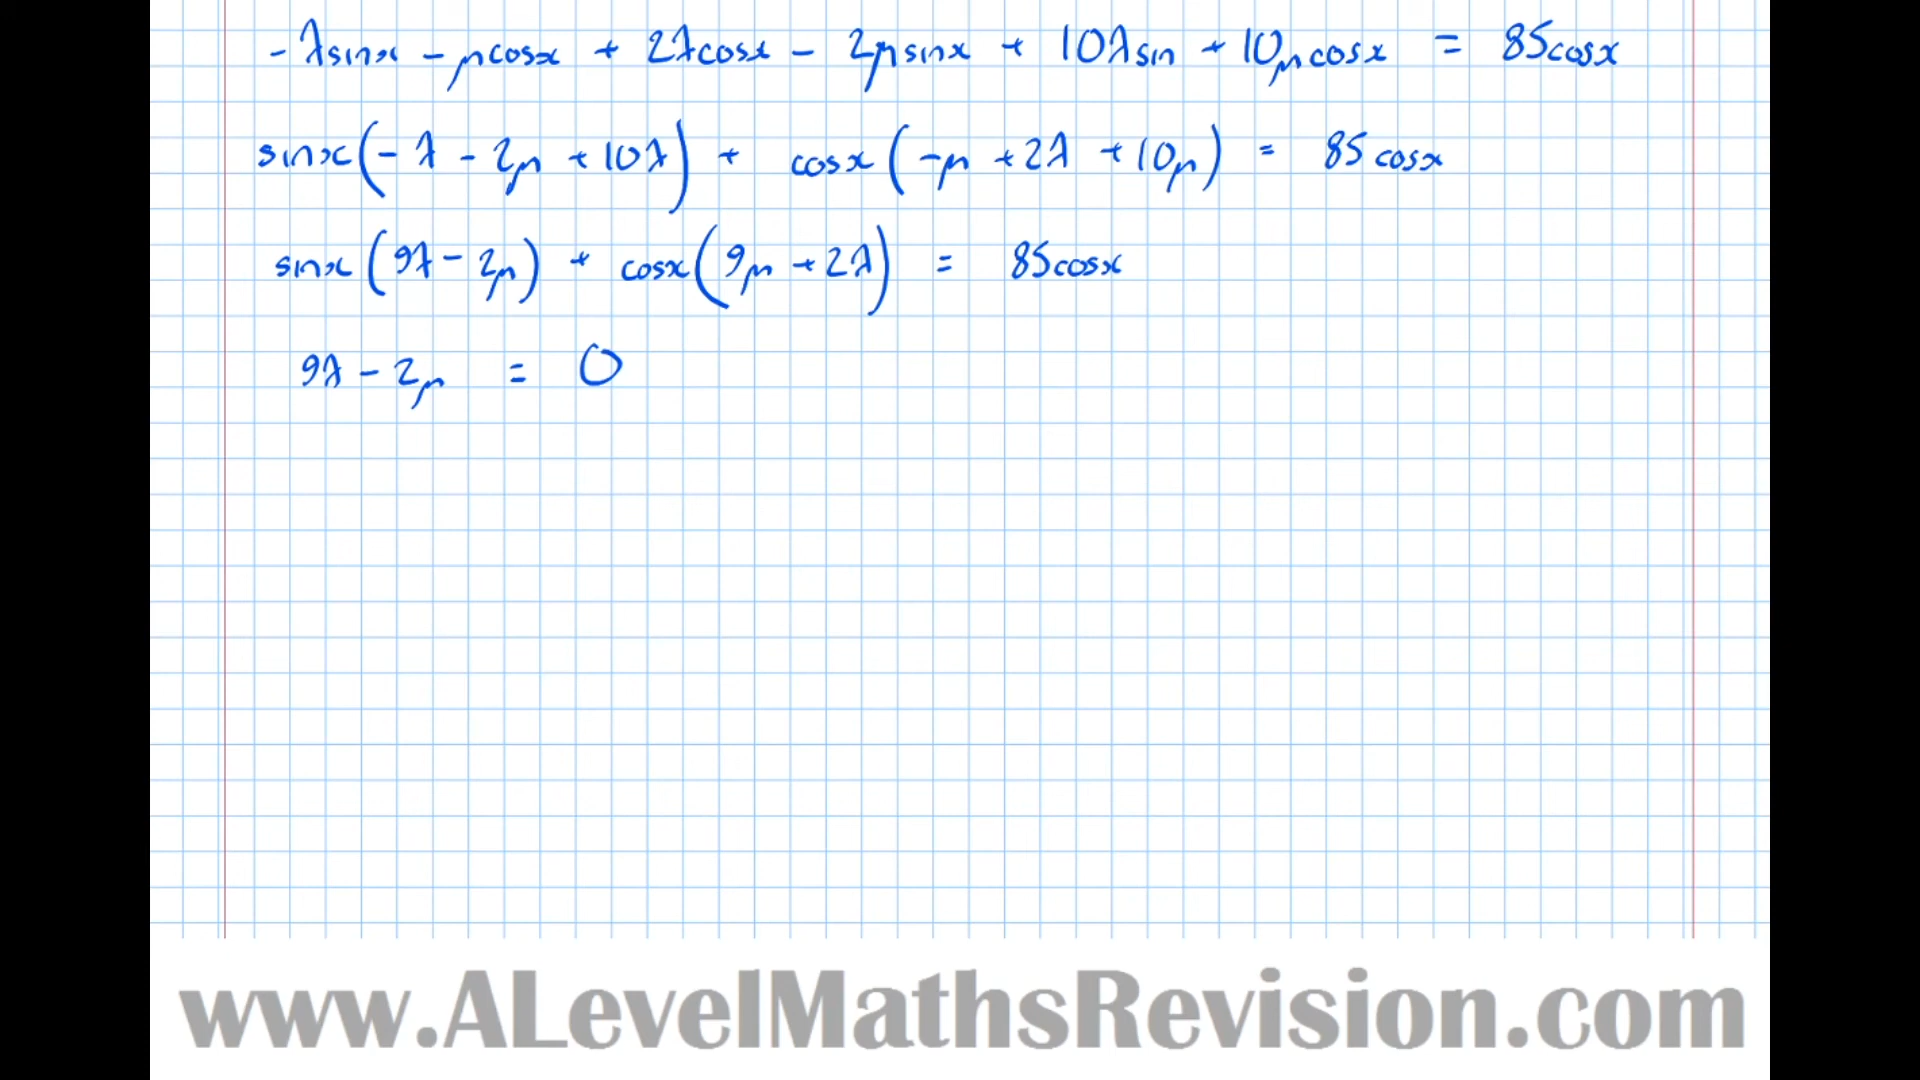 - λsinx - μcosx + 2λcosx - 2μsinx + 10λsin + 10μcosx = 85cosx
sinx(- λ - 2μ + 10λ) + cosx(-μ + 2λ + 10μ) = 85cosx
sinx(9λ - 2μ) + cosx(9μ + 2λ) = 85cosx
9λ - 2μ = 0
www.ALevelMathsRevision.com